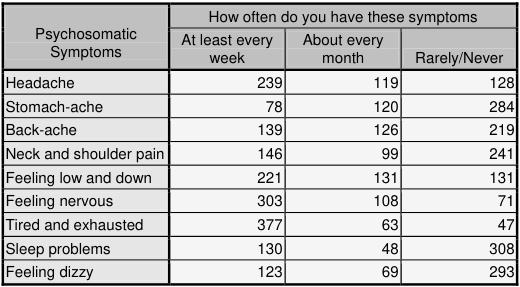 Psychosomatic Symptoms
How often do you have these symptoms
At least every week
About every month
Rarely/Never
Headache 239 119 128
Stomach-ache 78 120 284
Back-ache 139 126 219
Neck and shoulder pain 146 99 241
Feeling low and down 221 131 131
Feeling nervous 303 108 71
Tired and exhausted 377 63 47
Sleep problems 130 48 308
Feeling dizzy 123 69 293